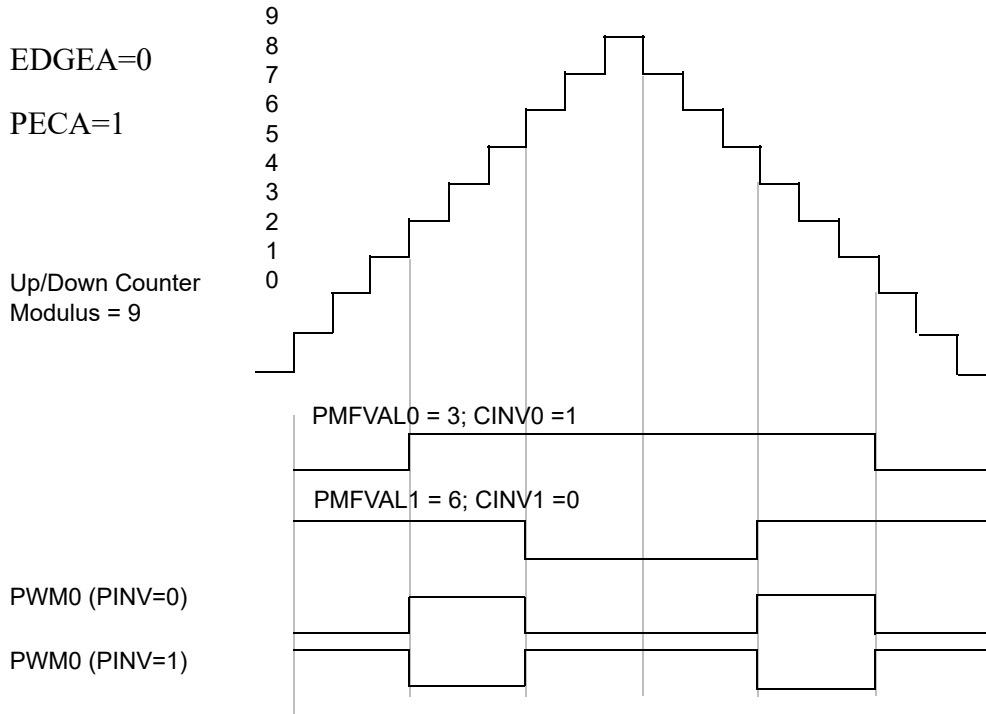 9
8
EDGEA=0
7
6
PECA=1
5
4
3
2
1
Up/Down Counter
0
Modulus = 9
PMFVAL0 = 3; CINV0 =1
PMFVAL1 = 6; CINV1 =0
PWM0 (PINV=0)
PWM0 (PINV=1)